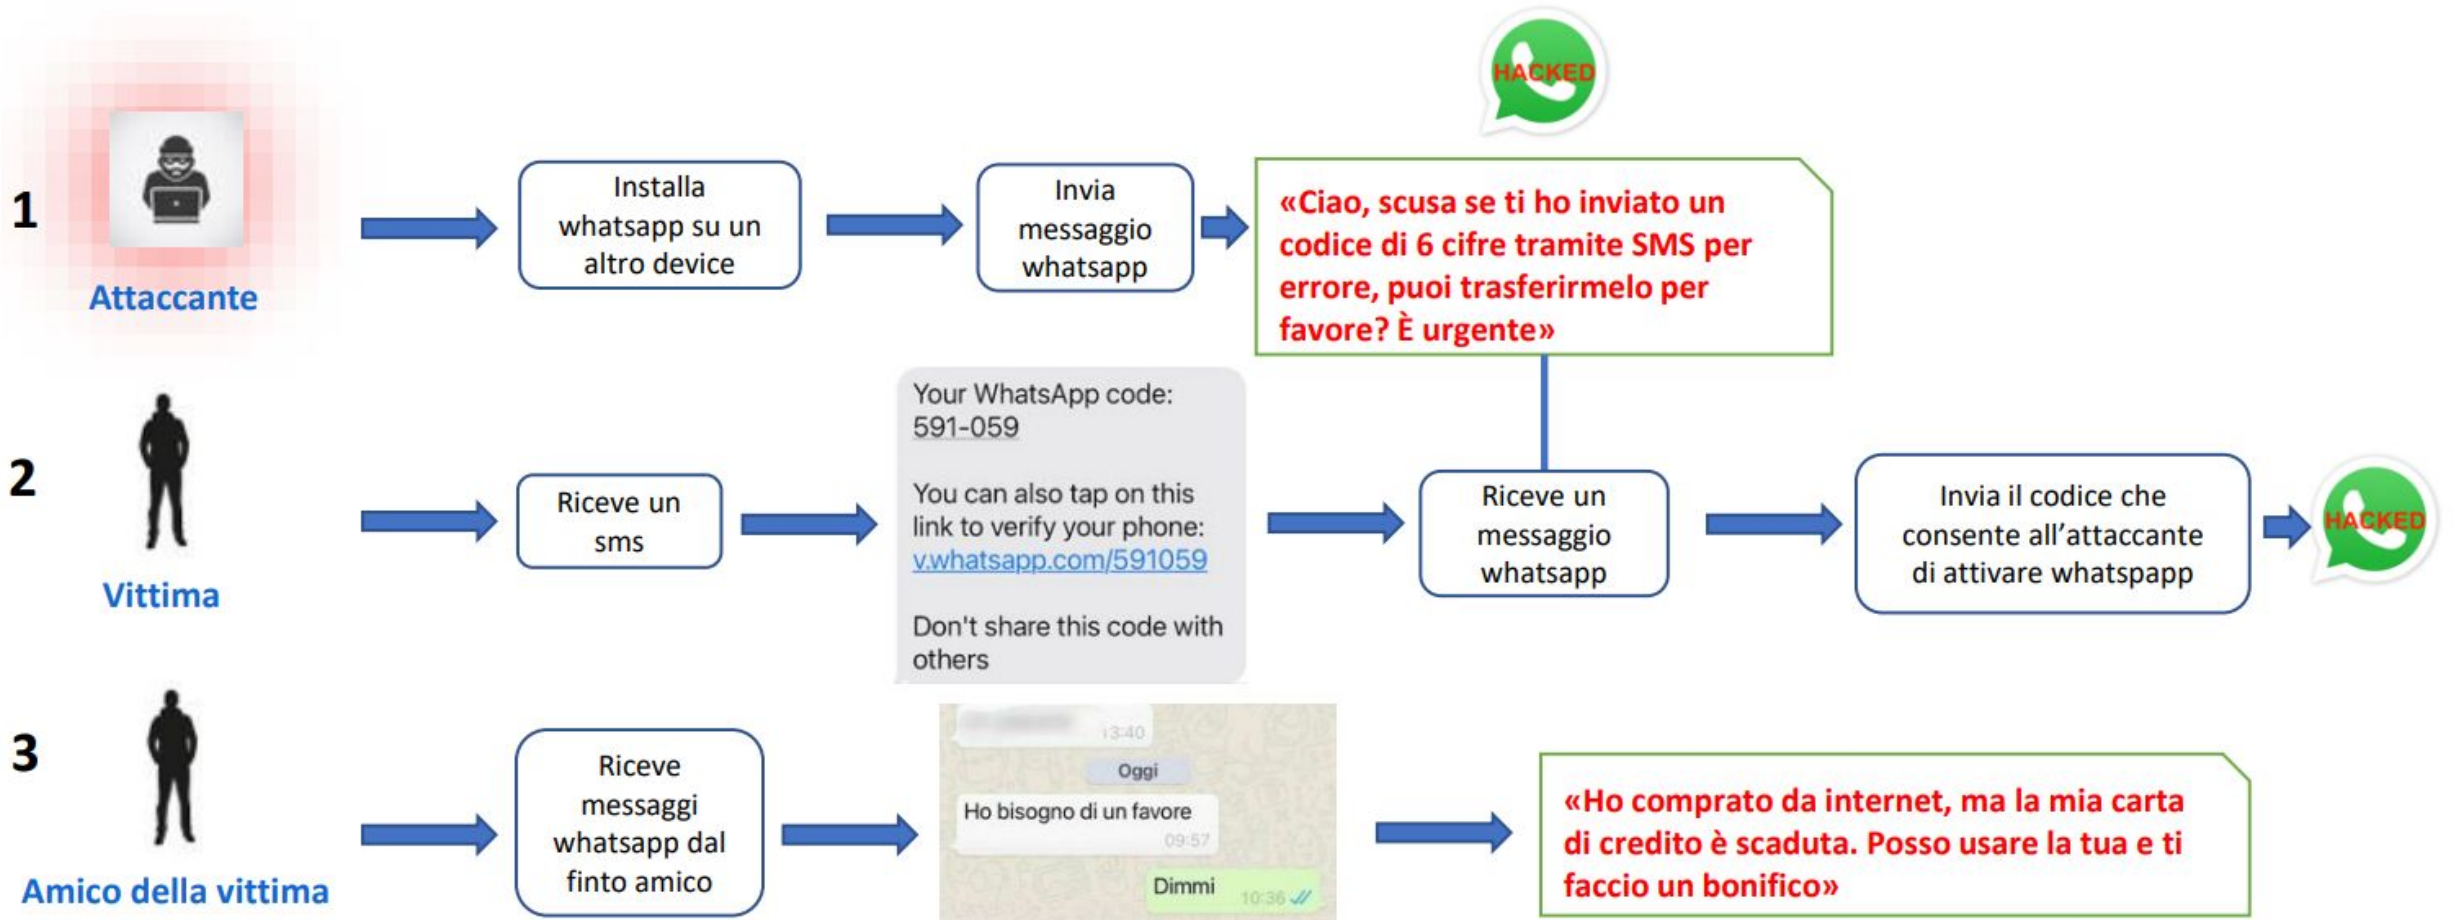 HACKED
1
Attaccante
Installa
whatsapp su un
altro device
Invia
messaggio
whatsapp
«Ciao, scusa se ti ho inviato un
codice di 6 cifre tramite SMS per
errore, puoi trasferirmelo per
favore? È urgente»
2
Vittima
Riceve un
sms
Your WhatsApp code:
591-059
You can also tap on this
link to verify your phone:
v.whatsapp.com/591059
Don't share this code with
others
Riceve un
messaggio
whatsapp
Invia il codice che
consente all’attaccante
di attivare whatspapp
HACKED
3
Amico della vittima
Riceve
messaggi
whatsapp dal
finto amico
13:40
Oggi
Ho bisogno di un favore
09:57
Dimmi
10:36
«Ho comprato da internet, ma la mia carta
di credito è scaduta. Posso usare la tua e ti
faccio un bonifico»